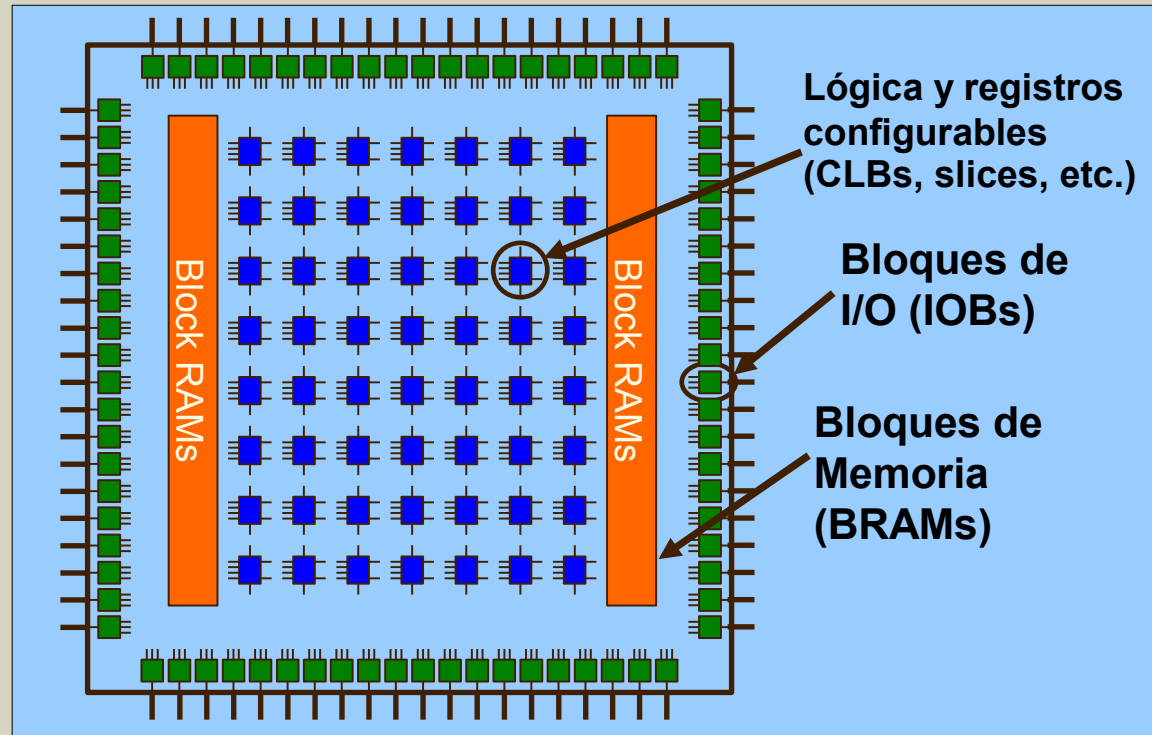 Block RAMs
Block RAMs
Lógica y registros
configurables
(CLBs, slices, etc.)
Bloques de
I/O (IOBs)
Bloques de
Memoria
(BRAMs)